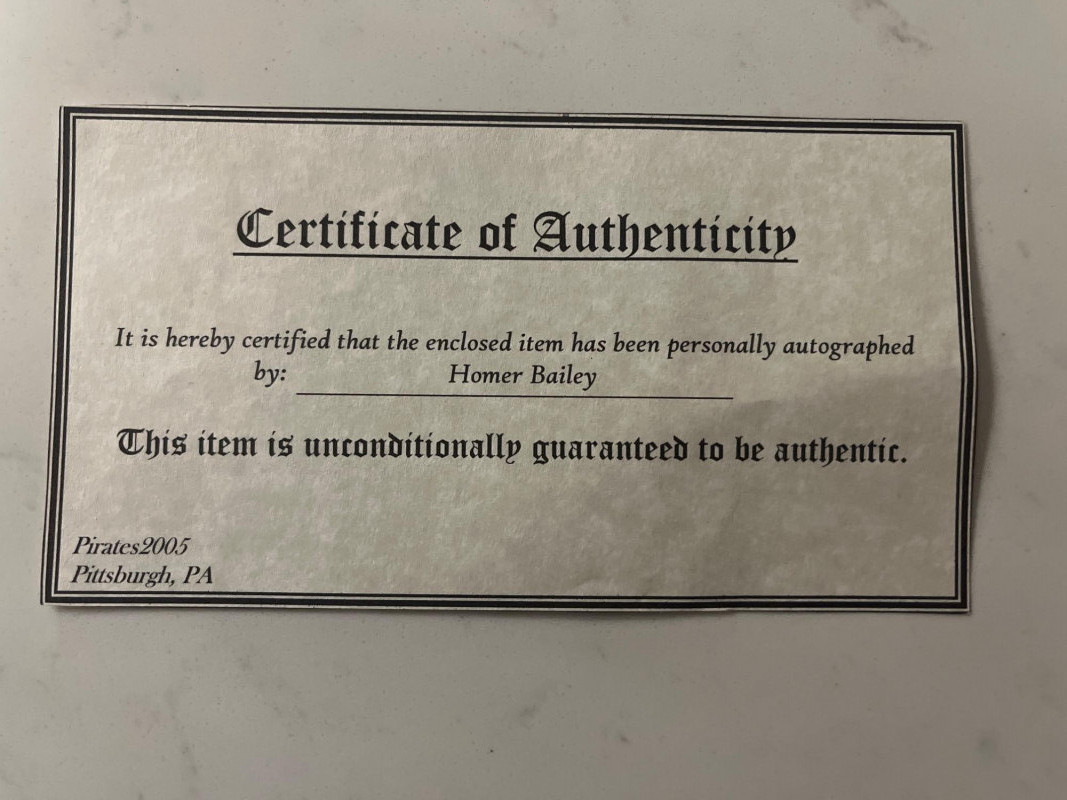 Certificate of Authenticity
It is hereby certified that the enclosed item has been personally autographed
by: Homer Bailey
This item is unconditionally guaranteed to be authentic.
Pirates2005
Pittsburgh, PA